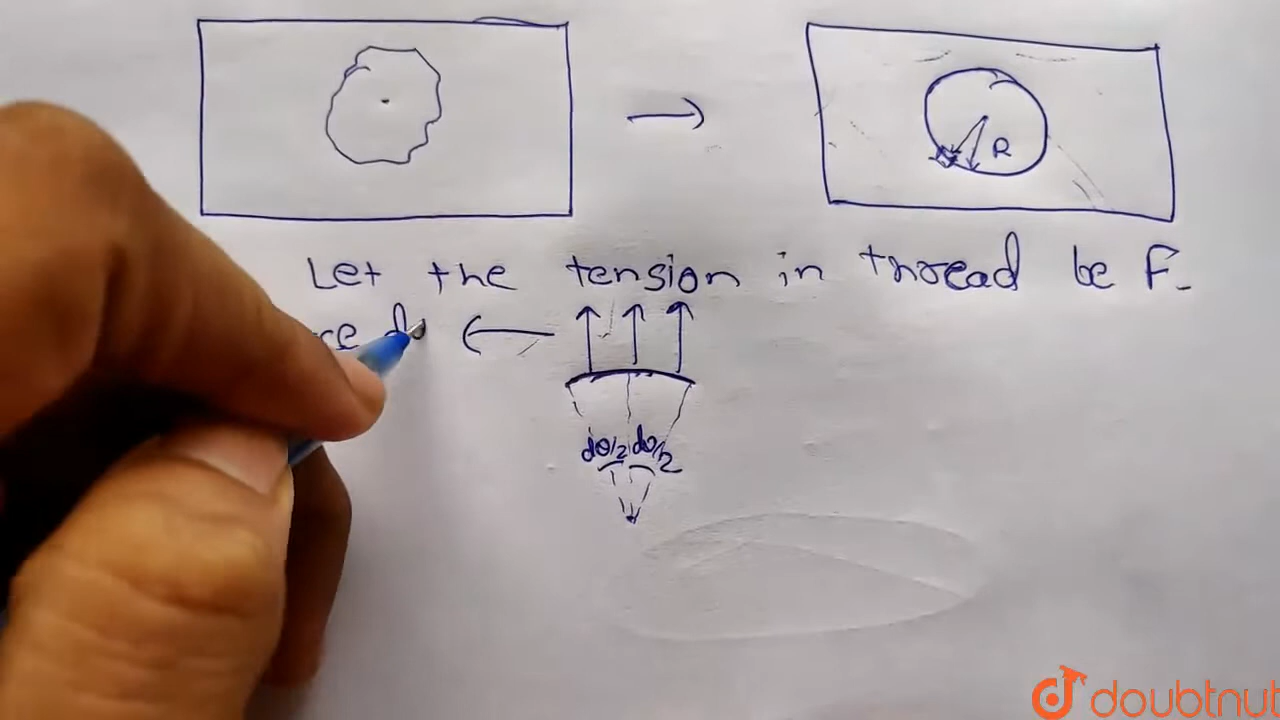 R
Let the tension in thread be F.
dθ/2 dθ/2
doubtnut